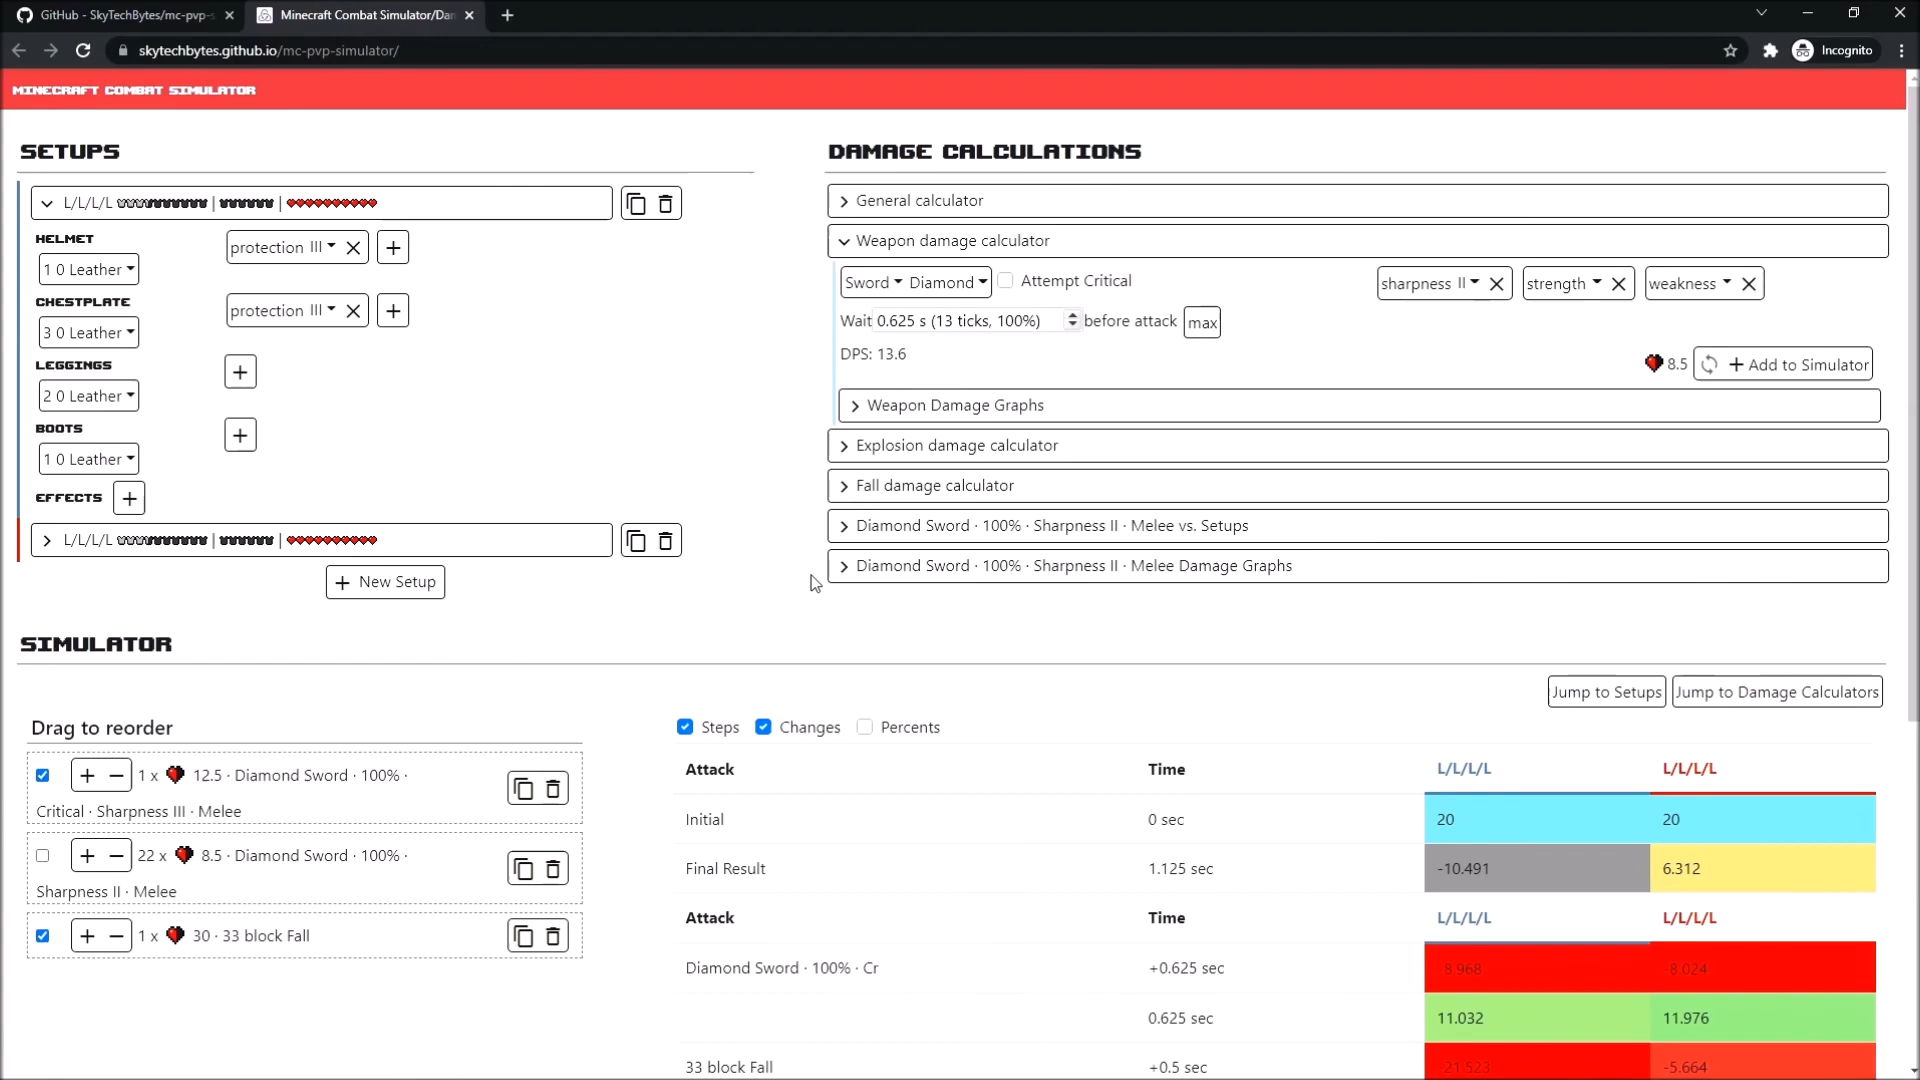 GitHub - SkyTechBytes/mc-pvp-s
Minecraft Combat Simulator/Dam
skytechbytes.github.io/mc-pvp-simulator/
Incognito
MINECRAFT COMBAT SIMULATOR
SETUPS
L/L/L/L | |
HELMET
1 0 Leather
protection III
CHESTPLATE
3 0 Leather
protection III
LEGGINGS
2 0 Leather
BOOTS
1 0 Leather
EFFECTS
L/L/L/L | |
+ New Setup
DAMAGE CALCULATIONS
General calculator
Weapon damage calculator
Sword Diamond Attempt Critical
sharpness II strength weakness
Wait 0.625 s (13 ticks, 100%) before attack max
DPS: 13.6
8.5 + Add to Simulator
Weapon Damage Graphs
Explosion damage calculator
Fall damage calculator
Diamond Sword · 100% · Sharpness II · Melee vs. Setups
Diamond Sword · 100% · Sharpness II · Melee Damage Graphs
SIMULATOR
Jump to Setups Jump to Damage Calculators
Drag to reorder
+ − 1 x 12.5 · Diamond Sword · 100% ·
Critical · Sharpness III · Melee
+ − 22 x 8.5 · Diamond Sword · 100% ·
Sharpness II · Melee
+ − 1 x 30 · 33 block Fall
Steps Changes Percents
Attack Time L/L/L/L L/L/L/L
Initial 0 sec 20 20
Final Result 1.125 sec -10.491 6.312
Attack Time L/L/L/L L/L/L/L
Diamond Sword · 100% · Cr +0.625 sec -8.968 -8.024
0.625 sec 11.032 11.976
33 block Fall +0.5 sec -21.523 -5.664